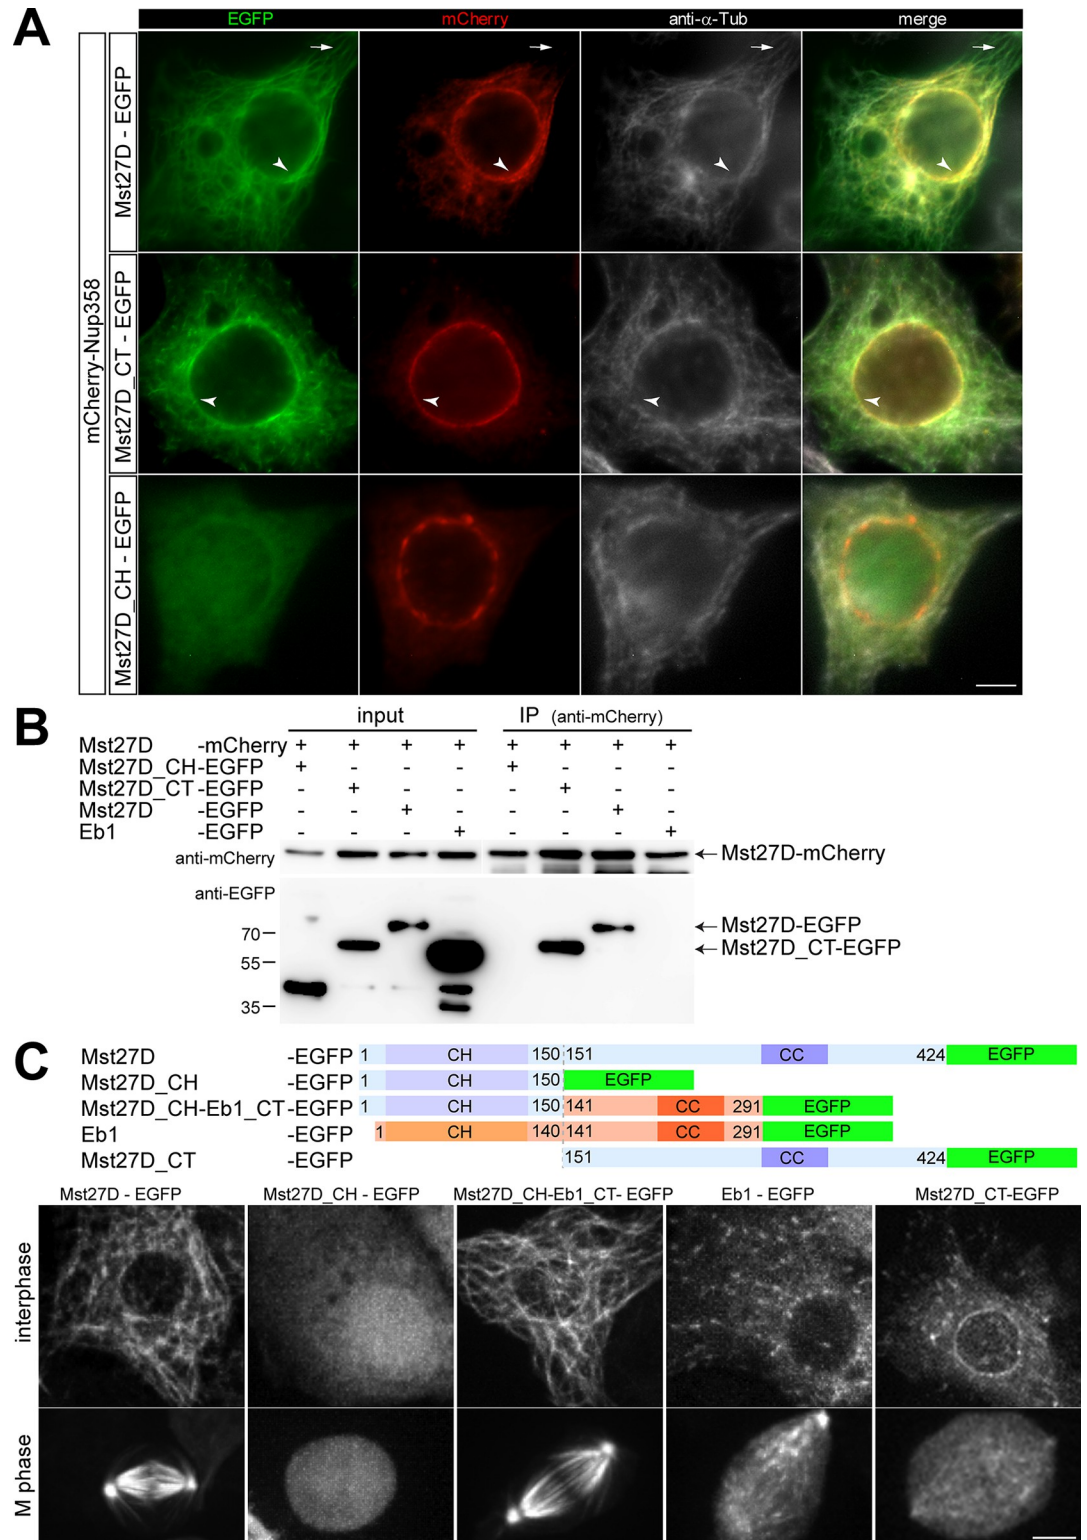 A
EGFP mCherry anti-α-Tub merge
mCherry-Nup358
Mst27D - EGFP
Mst27D_CT - EGFP
Mst27D_CH - EGFP
B
input IP (anti-mCherry)
Mst27D -mCherry + + + + + + + +
Mst27D_CH-EGFP + - - - + - - -
Mst27D_CT-EGFP - + - - - + - -
Mst27D -EGFP - - + - - - + -
Eb1 -EGFP - - - + - - - +
anti-mCherry ←Mst27D-mCherry
anti-EGFP
70 ←Mst27D-EGFP
55 ←Mst27D_CT-EGFP
35
C
Mst27D -EGFP 1 CH 150 151 CC 424 EGFP
Mst27D_CH -EGFP 1 CH 150 EGFP
Mst27D_CH-Eb1_CT-EGFP 1 CH 150 141 CC 291 EGFP
Eb1 -EGFP 1 CH 140 141 CC 291 EGFP
Mst27D_CT -EGFP 151 CC 424 EGFP
Mst27D - EGFP Mst27D_CH - EGFP Mst27D_CH-Eb1_CT- EGFP Eb1 - EGFP Mst27D_CT-EGFP
interphase
M phase